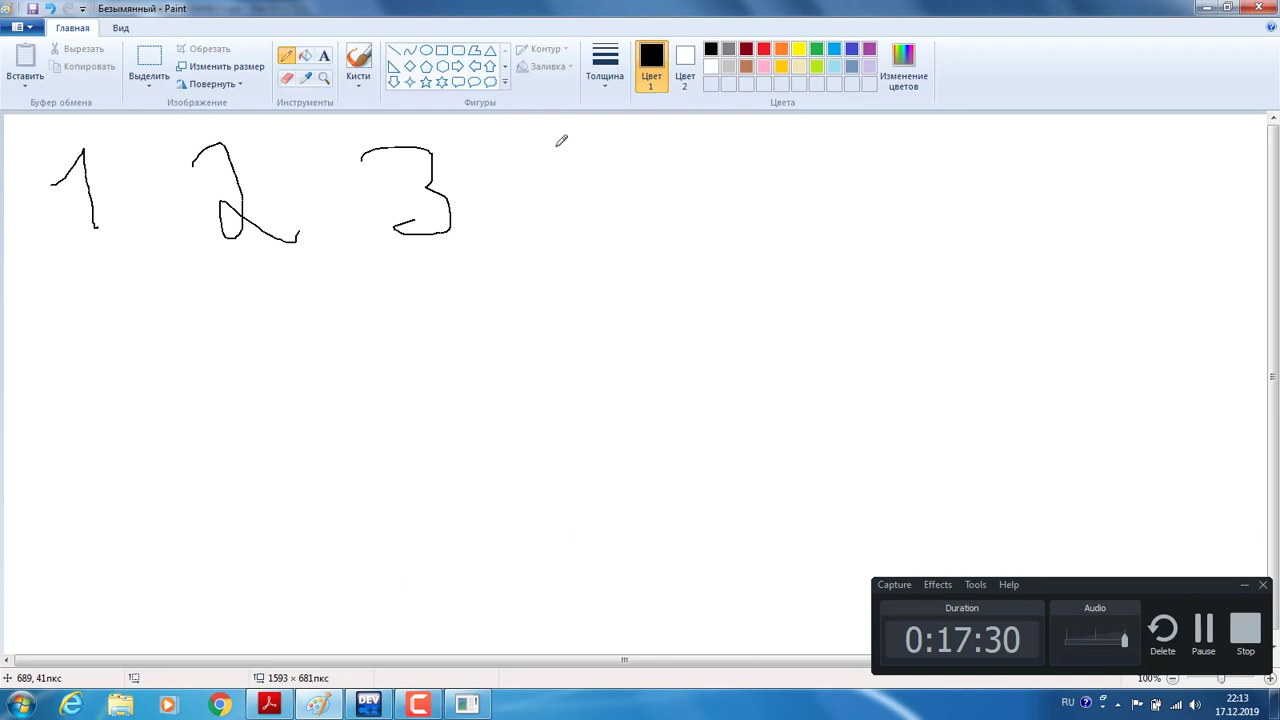 Безымянный - Paint
Главная Вид
Вставить
Буфер обмена
Вырезать
Копировать
Выделить
Обрезать
Изменить размер
Повернуть
Изображение
A
Инструменты
Кисти
Фигуры
Контур
Заливка
Толщина
Цвет 1
Цвет 2
Изменение цветов
Цвета
1 2 3
Capture Effects Tools Help
Duration
0:17:30
Audio
Delete Pause Stop
689, 41пкс
1593 × 681пкс
100%
DEV
C
RU
22:13
17.12.2019